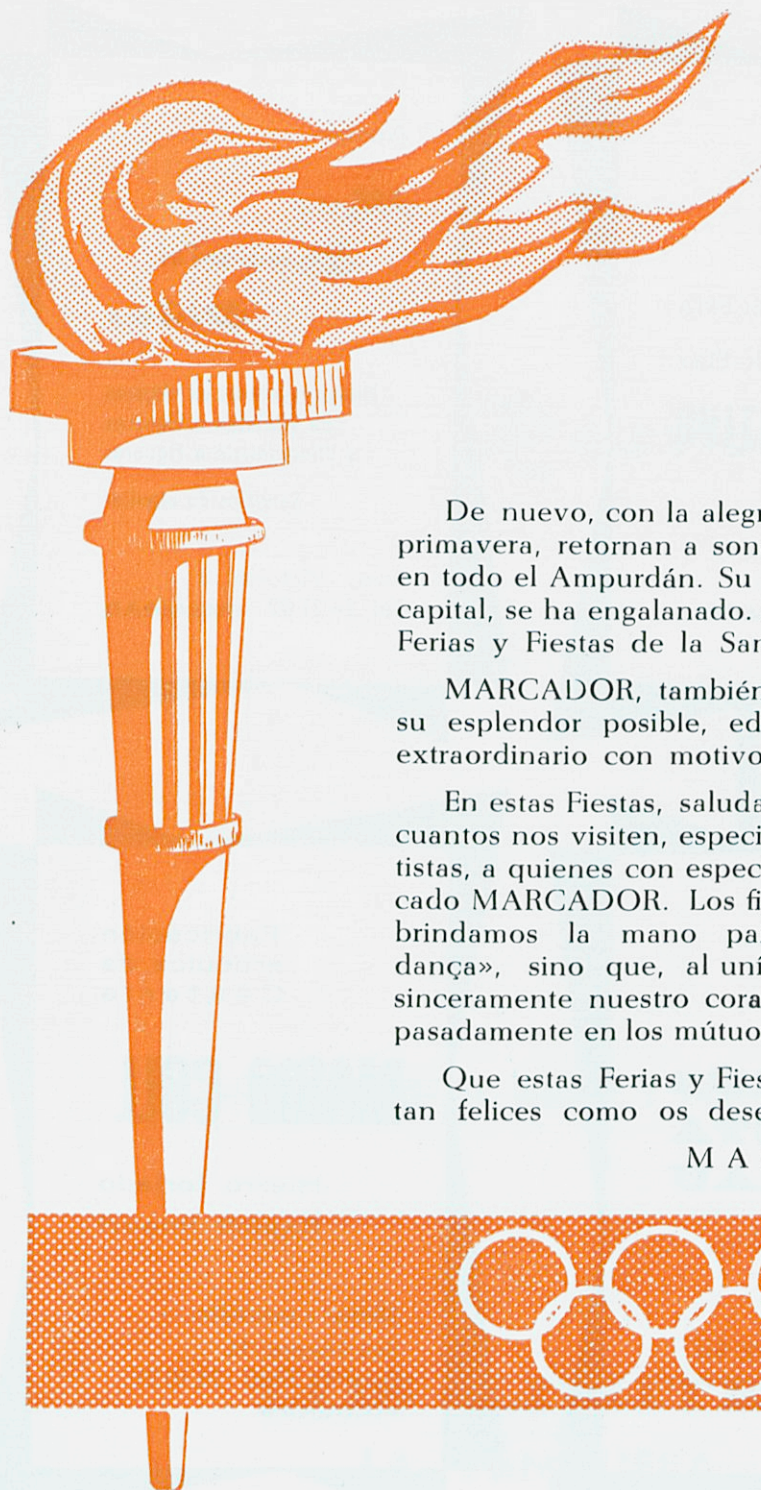 De nuevo, con la alegr
primavera, retornan a son
en todo el Ampurdán. Su
capital, se ha engalanado.
Ferias y Fiestas de la San
MARCADOR, también
su esplendor posible, ed
extraordinario con motivo
En estas Fiestas, saluda
cuantos nos visiten, especi
tistas, a quienes con espec
cado MARCADOR. Los fi
brindamos la mano pa
dança», sino que, al uní
sinceramente nuestro cora
pasadamente en los mútuo
Que estas Ferias y Fies
tan felices como os dese
M A